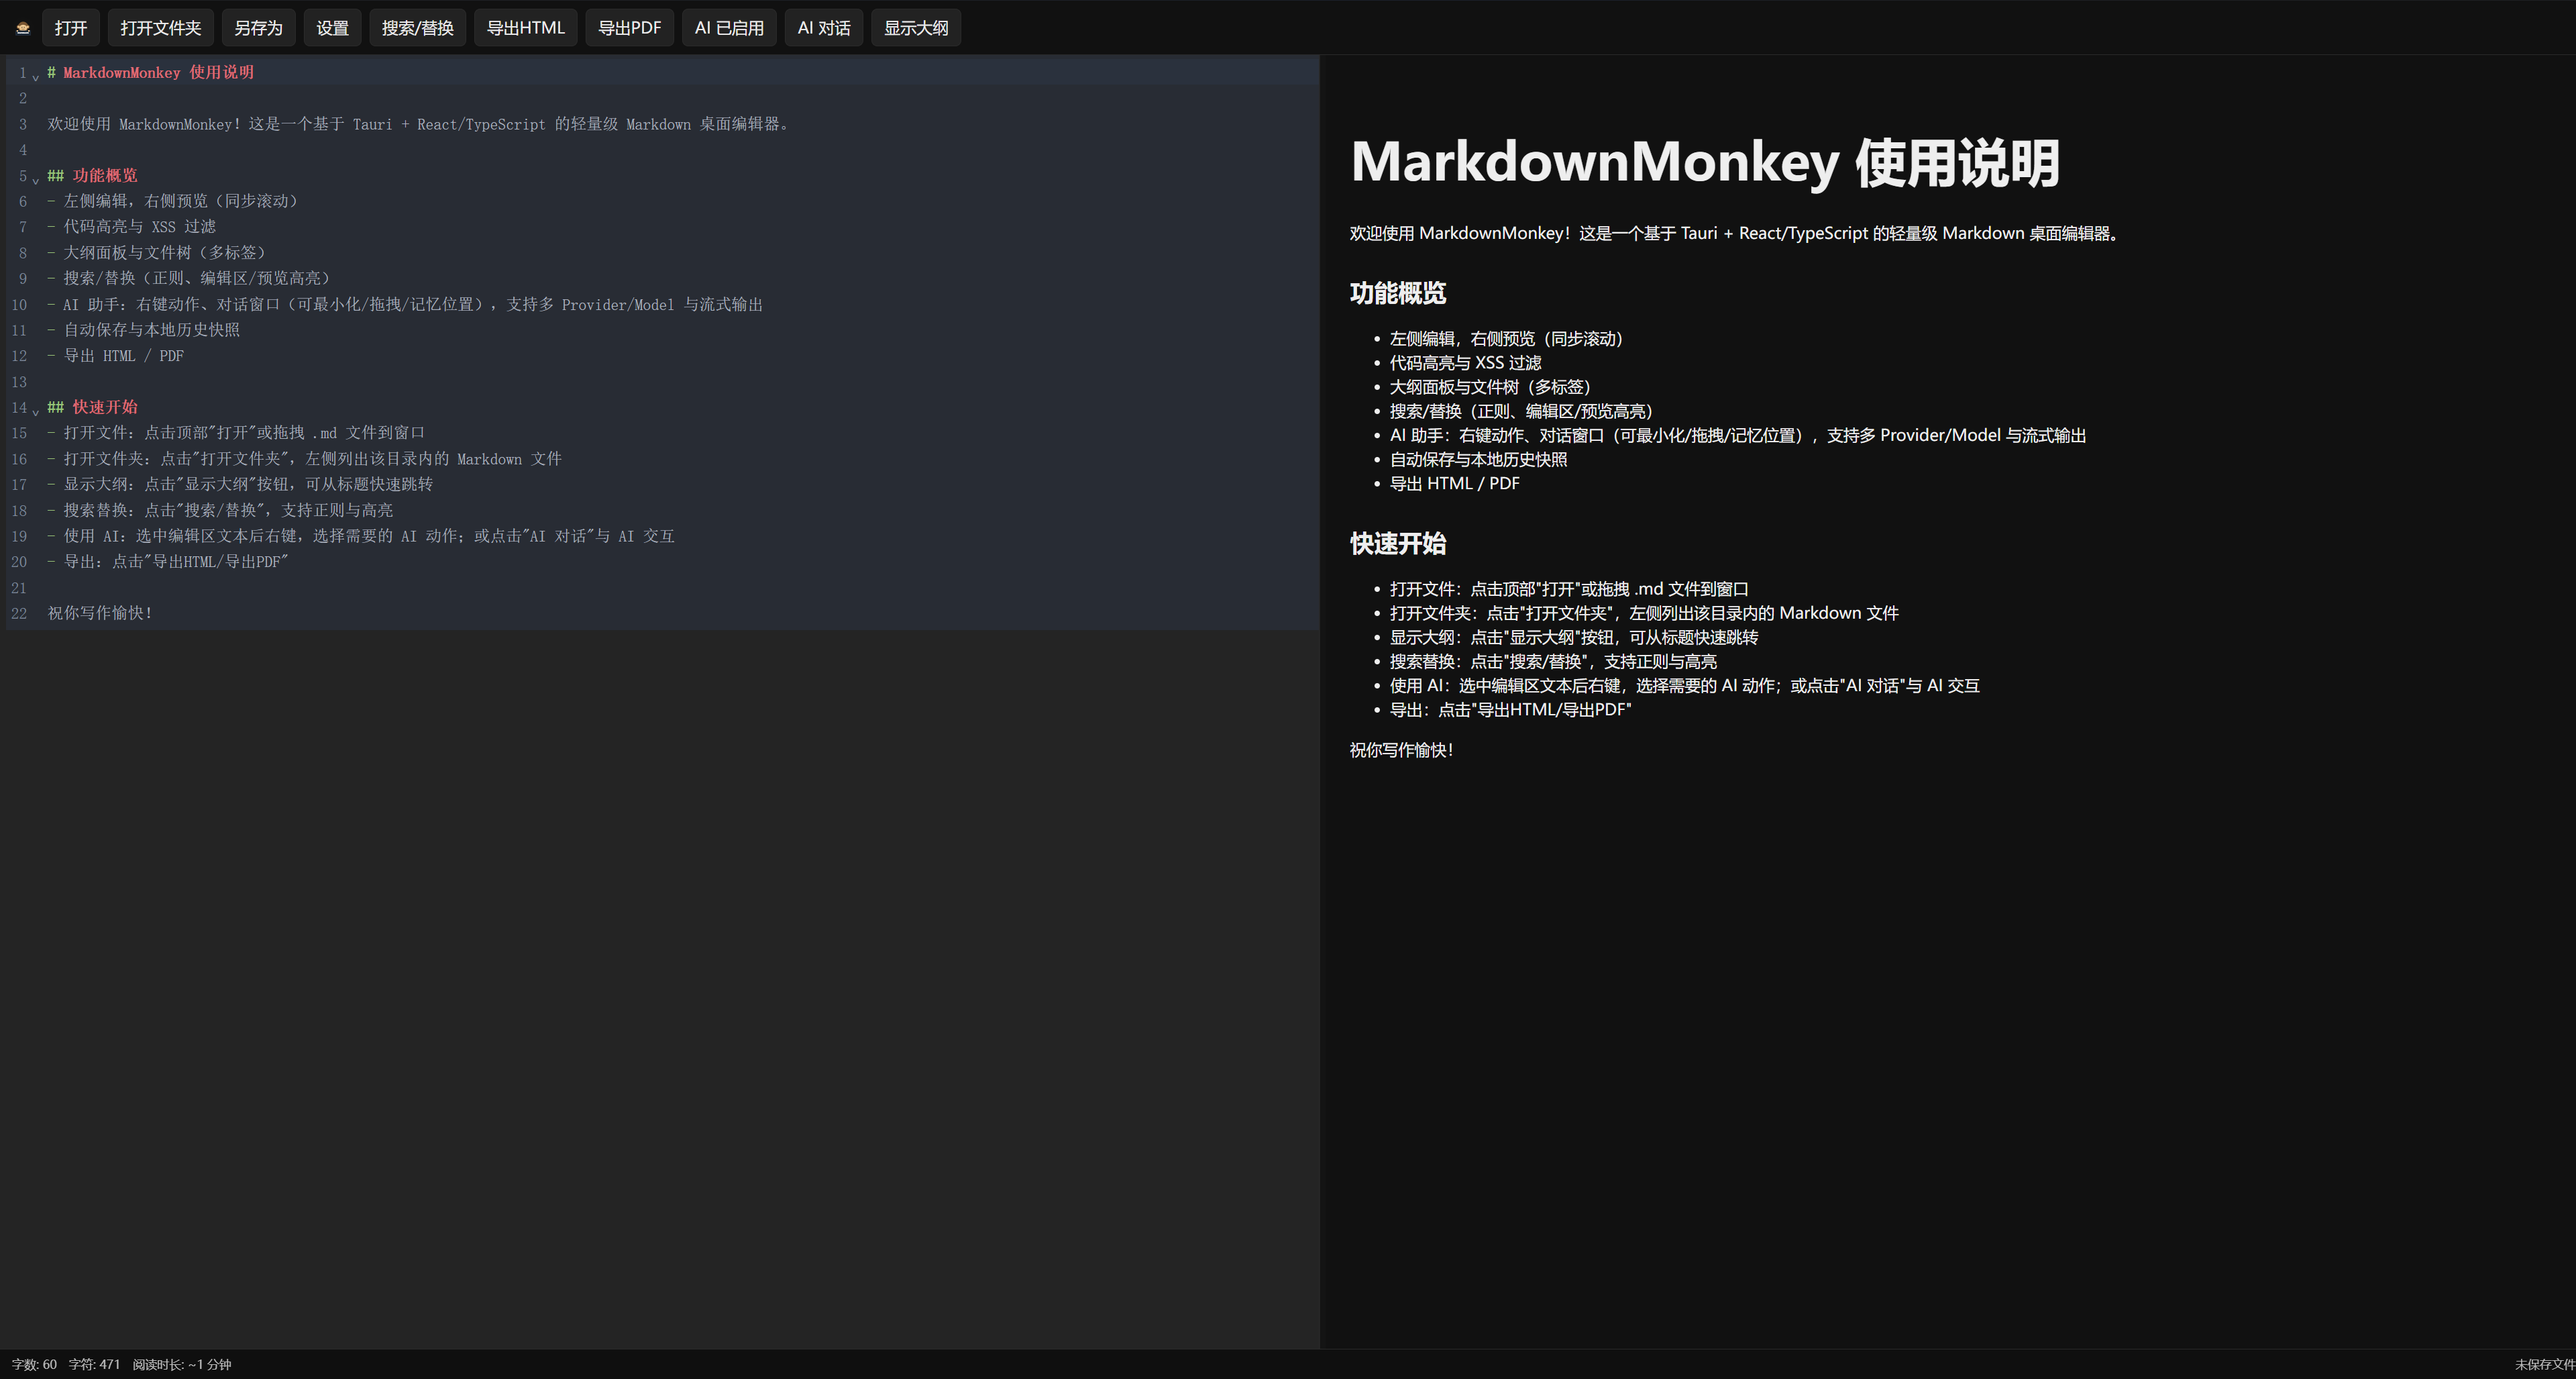 打开 打开文件夹 另存为 设置 搜索/替换 导出HTML 导出PDF AI 已启用 AI 对话 显示大纲
1 # MarkdownMonkey 使用说明
2
3 欢迎使用 MarkdownMonkey！这是一个基于 Tauri + React/TypeScript 的轻量级 Markdown 桌面编辑器。
4
5 ## 功能概览
6 - 左侧编辑，右侧预览（同步滚动）
7 - 代码高亮与 XSS 过滤
8 - 大纲面板与文件树（多标签）
9 - 搜索/替换（正则、编辑区/预览高亮）
10 - AI 助手：右键动作、对话窗口（可最小化/拖拽/记忆位置），支持多 Provider/Model 与流式输出
11 - 自动保存与本地历史快照
12 - 导出 HTML / PDF
13
14 ## 快速开始
15 - 打开文件：点击顶部"打开"或拖拽 .md 文件到窗口
16 - 打开文件夹：点击"打开文件夹"，左侧列出该目录内的 Markdown 文件
17 - 显示大纲：点击"显示大纲"按钮，可从标题快速跳转
18 - 搜索替换：点击"搜索/替换"，支持正则与高亮
19 - 使用 AI：选中编辑区文本后右键，选择需要的 AI 动作；或点击"AI 对话"与 AI 交互
20 - 导出：点击"导出HTML/导出PDF"
21
22 祝你写作愉快！
MarkdownMonkey 使用说明
欢迎使用 MarkdownMonkey！这是一个基于 Tauri + React/TypeScript 的轻量级 Markdown 桌面编辑器。
功能概览
• 左侧编辑，右侧预览（同步滚动）
• 代码高亮与 XSS 过滤
• 大纲面板与文件树（多标签）
• 搜索/替换（正则、编辑区/预览高亮）
• AI 助手：右键动作、对话窗口（可最小化/拖拽/记忆位置），支持多 Provider/Model 与流式输出
• 自动保存与本地历史快照
• 导出 HTML / PDF
快速开始
• 打开文件：点击顶部"打开"或拖拽 .md 文件到窗口
• 打开文件夹：点击"打开文件夹"，左侧列出该目录内的 Markdown 文件
• 显示大纲：点击"显示大纲"按钮，可从标题快速跳转
• 搜索替换：点击"搜索/替换"，支持正则与高亮
• 使用 AI：选中编辑区文本后右键，选择需要的 AI 动作；或点击"AI 对话"与 AI 交互
• 导出：点击"导出HTML/导出PDF"
祝你写作愉快！
字数: 60 字符: 471 阅读时长: ~1 分钟 未保存文件